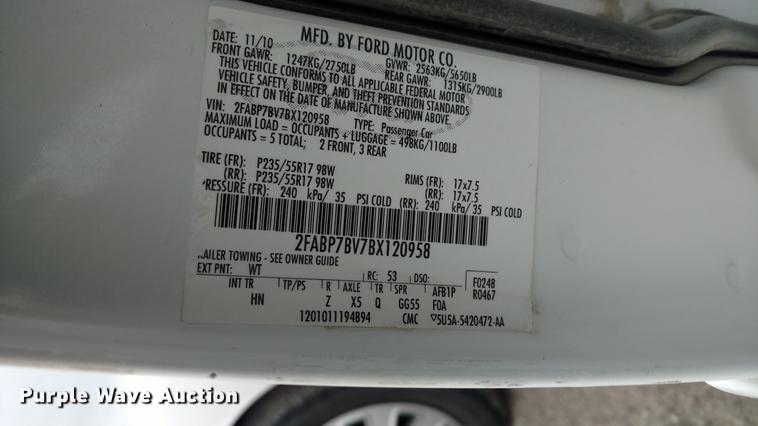 MFD. BY FORD MOTOR CO.
DATE: 11/10 GVWR: 2563KG/5650LB
FRONT GAWR: 1247KG/2750LB REAR GAWR: 1315KG/2900LB
THIS VEHICLE CONFORMS TO ALL APPLICABLE FEDERAL MOTOR
VEHICLE SAFETY, BUMPER, AND THEFT PREVENTION STANDARDS
IN EFFECT ON THE DATE OF MANUFACTURE SHOWN ABOVE.
VIN: 2FABP7BV7BX120958 TYPE: Passenger Car
MAXIMUM LOAD = OCCUPANTS + LUGGAGE = 498KG/1100LB
OCCUPANTS = 5 TOTAL; 2 FRONT, 3 REAR
TIRE (FR): P235/55R17 98W RIMS (FR): 17x7.5
(RR): P235/55R17 98W (RR): 17x7.5
PRESSURE (FR): 240 kPa/ 35 PSI COLD (RR): 240 kPa/ 35 PSI COLD
2FABP7BV7BX120958
RAILER TOWING - SEE OWNER GUIDE
EXT PNT: WT RC: 53 DSO: F024B
R0467
INT TR TP/PS R AXLE TR SPR AFB1P
HN Z X5 Q GG55 F0A
1201011194894 CMC ▽5U5A-5420472-AA
Purple Wave Auction